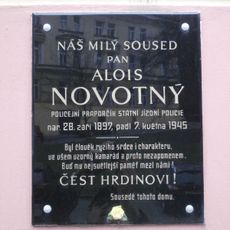 NÁŠ MILÝ SOUSED
PAN
ALOIS
NOVOTNÝ
POLICEJNÍ PRAPORČÍK STÁTNÍ JÍZDNÍ POLICIE
nar. 28. září 1897, padl 7. května 1945
Byl člověk ryzího srdce i charakteru,
ve všem vzorný kamarád a proto nezapomenem.
Buď mu nejsvětlejší paměť mezi námi!
ČEST HRDINOVI!
Sousedé tohoto domu.